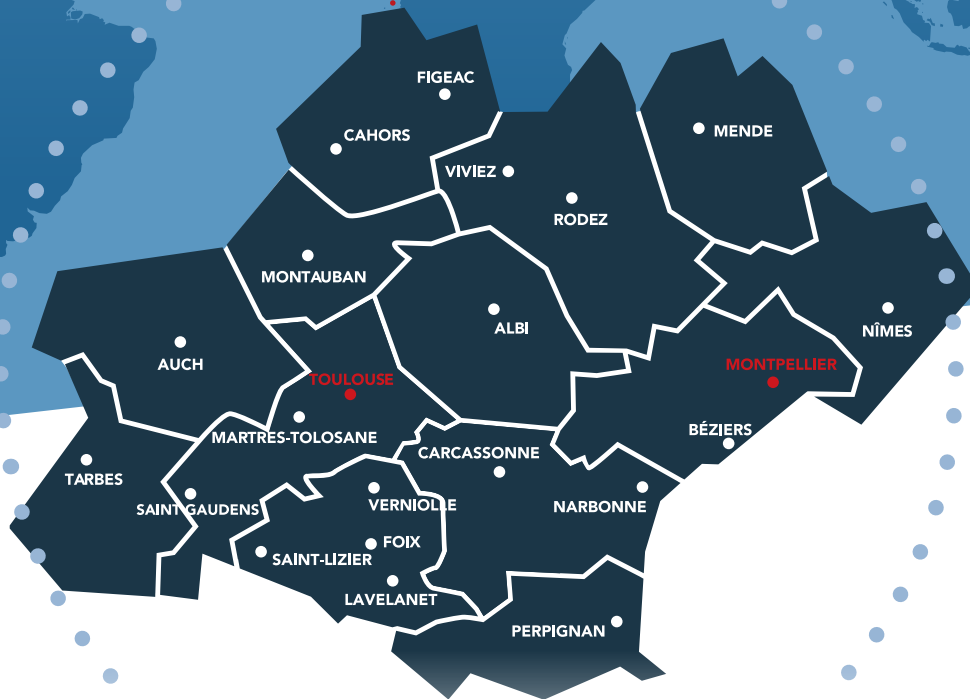 FIGEAC
CAHORS
MENDE
VIVIEZ
RODEZ
MONTAUBAN
ALBI
NÎMES
AUCH
MONTPELLIER
TOULOUSE
BÉZIERS
MARTRES-TOLOSANE
CARCASSONNE
TARBES
SAINT-GAUDENS
VERNIOLLE
NARBONNE
FOIX
SAINT-LIZIER
LAVELANET
PERPIGNAN